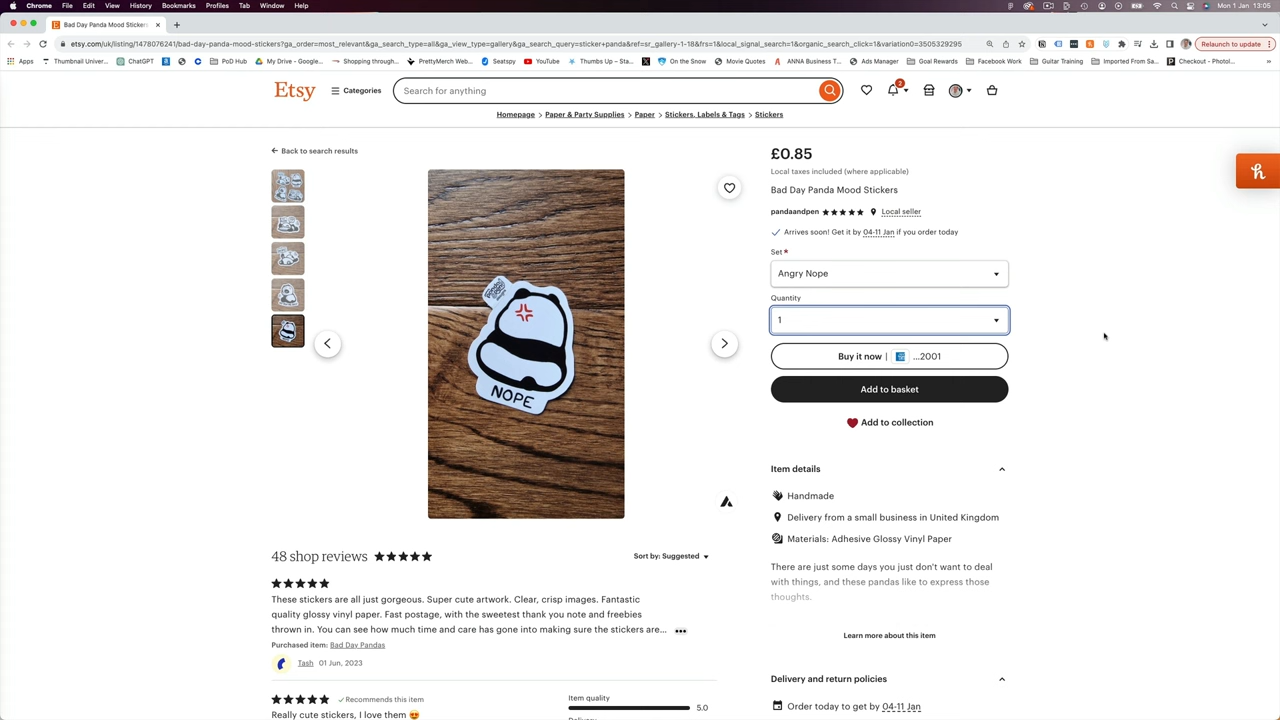 Chrome File Edit View History Bookmarks Profiles Tab Window Help Mon 1 Jan 13:05
Bad Day Panda Mood Stickers
etsy.com/uk/listing/1478076241/bad-day-panda-mood-stickers?ga_order=most_relevant&ga_search_type=all&ga_view_type=gallery&ga_search_query=sticker+panda&ref=sr_gallery-1-18&frs=1&local_signal_search=1&organic_search_click=1&variation0=3505329295 Relaunch to update
Apps Thumbnail Univer... ChatGPT PoD Hub My Drive - Google... Shopping through... PrettyMerch Web... Seatspy YouTube Thumbs Up – Sta... On the Snow Movie Quotes ANNA Business T... Ads Manager Goal Rewards Facebook Work Guitar Training Imported From Sa... Checkout - Photol... »
Etsy Categories Search for anything 2
Homepage > Paper & Party Supplies > Paper > Stickers, Labels & Tags > Stickers
Back to search results
£0.85
Local taxes included (where applicable)
Bad Day Panda Mood Stickers
pandaandpen Local seller
Arrives soon! Get it by 04-11 Jan if you order today
Set *
Angry Nope
Quantity
1
Buy it now | ...2001
Add to basket
Add to collection
NOPE
Item details
Handmade
Delivery from a small business in United Kingdom
Materials: Adhesive Glossy Vinyl Paper
There are just some days you just don't want to deal
with things, and these pandas like to express those
thoughts.
Learn more about this item
Delivery and return policies
Order today to get by 04-11 Jan
48 shop reviews Sort by: Suggested
These stickers are all just gorgeous. Super cute artwork. Clear, crisp images. Fantastic
quality glossy vinyl paper. Fast postage, with the sweetest thank you note and freebies
thrown in. You can see how much time and care has gone into making sure the stickers are...
Purchased item: Bad Day Pandas
Tash 01 Jun, 2023
Recommends this item
Really cute stickers, I love them 😍
Item quality
5.0